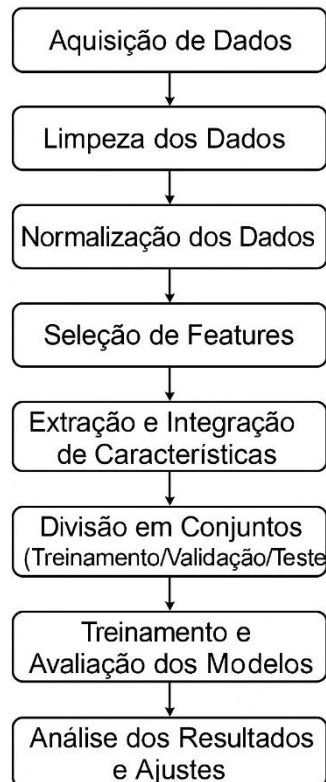 Aquisição de Dados
Limpeza dos Dados
Normalização dos Dados
Seleção de Features
Extração e Integração
de Características
Divisão em Conjuntos
(Treinamento/Validação/Teste
Treinamento e
Avaliação dos Modelos
Análise dos Resultados
e Ajustes